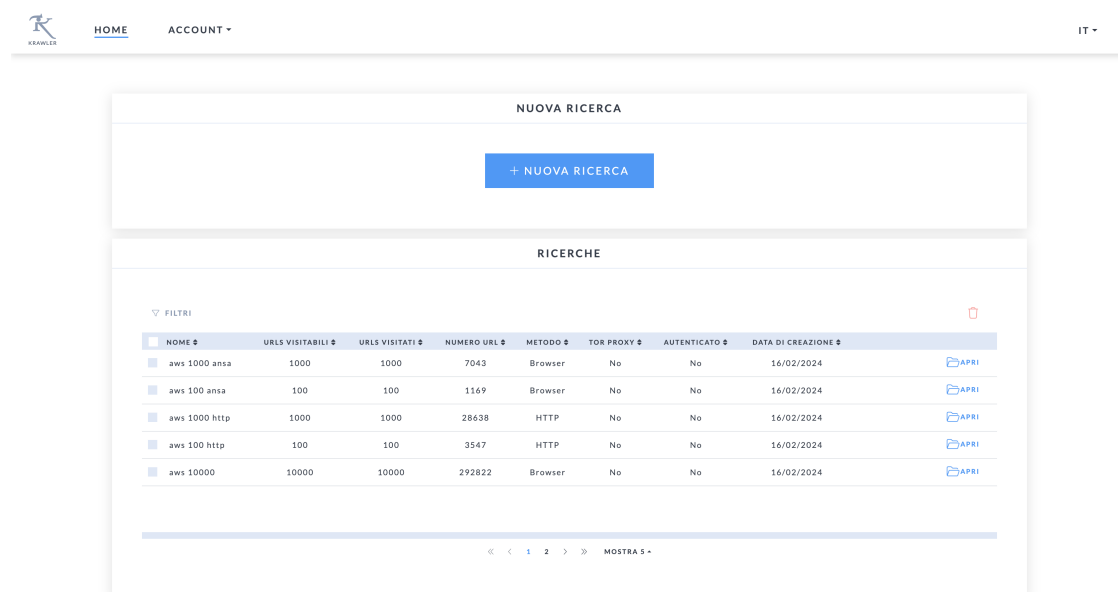 KRAWLER
HOME ACCOUNT IT
NUOVA RICERCA
+ NUOVA RICERCA
RICERCHE
FILTRI
NOME URLS VISITABILI URLS VISITATI NUMERO URL METODO TOR PROXY AUTENTICATO DATA DI CREAZIONE
aws 1000 ansa 1000 1000 7043 Browser No No 16/02/2024 APRI
aws 100 ansa 100 100 1169 Browser No No 16/02/2024 APRI
aws 1000 http 1000 1000 28638 HTTP No No 16/02/2024 APRI
aws 100 http 100 100 3547 HTTP No No 16/02/2024 APRI
aws 10000 10000 10000 292822 Browser No No 16/02/2024 APRI
« < 1 2 > » MOSTRA 5